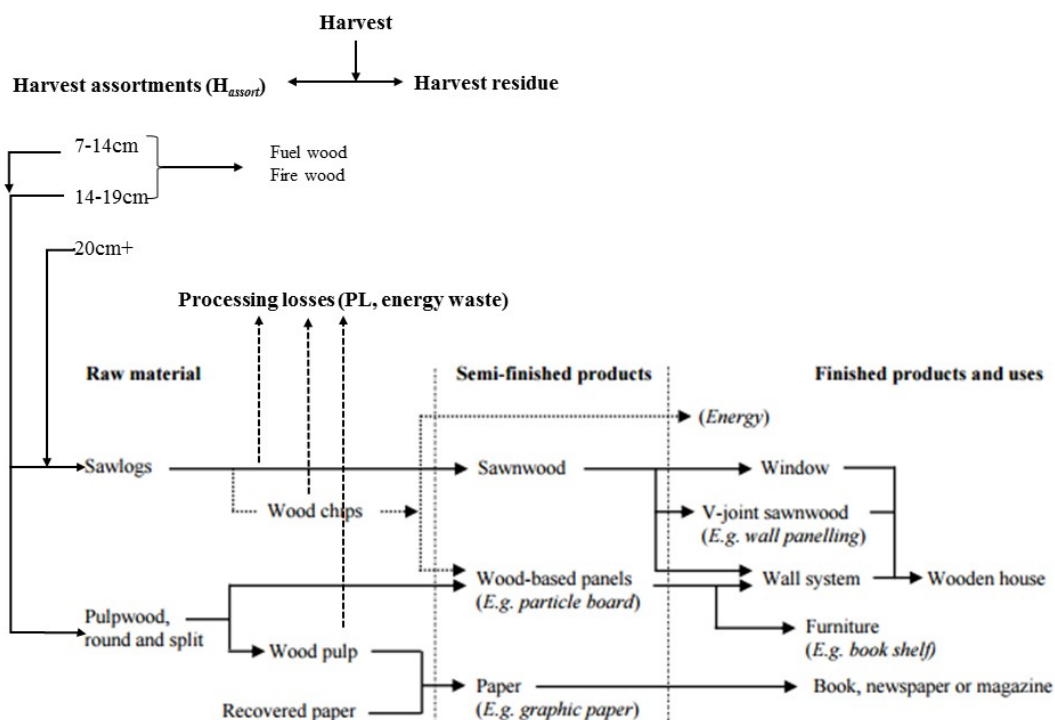 Harvest
Harvest assortments (Hassort)
Harvest residue
7-14cm
Fuel wood
Fire wood
14-19cm
20cm+
Processing losses (PL, energy waste)
Raw material
Semi-finished products
Finished products and uses
(Energy)
Sawlogs
Sawnwood
Window
Wood chips
V-joint sawnwood
(E.g. wall panelling)
Wood-based panels
(E.g. particle board)
Wall system
Wooden house
Pulpwood,
round and split
Furniture
(E.g. book shelf)
Wood pulp
Paper
(E.g. graphic paper)
Book, newspaper or magazine
Recovered paper